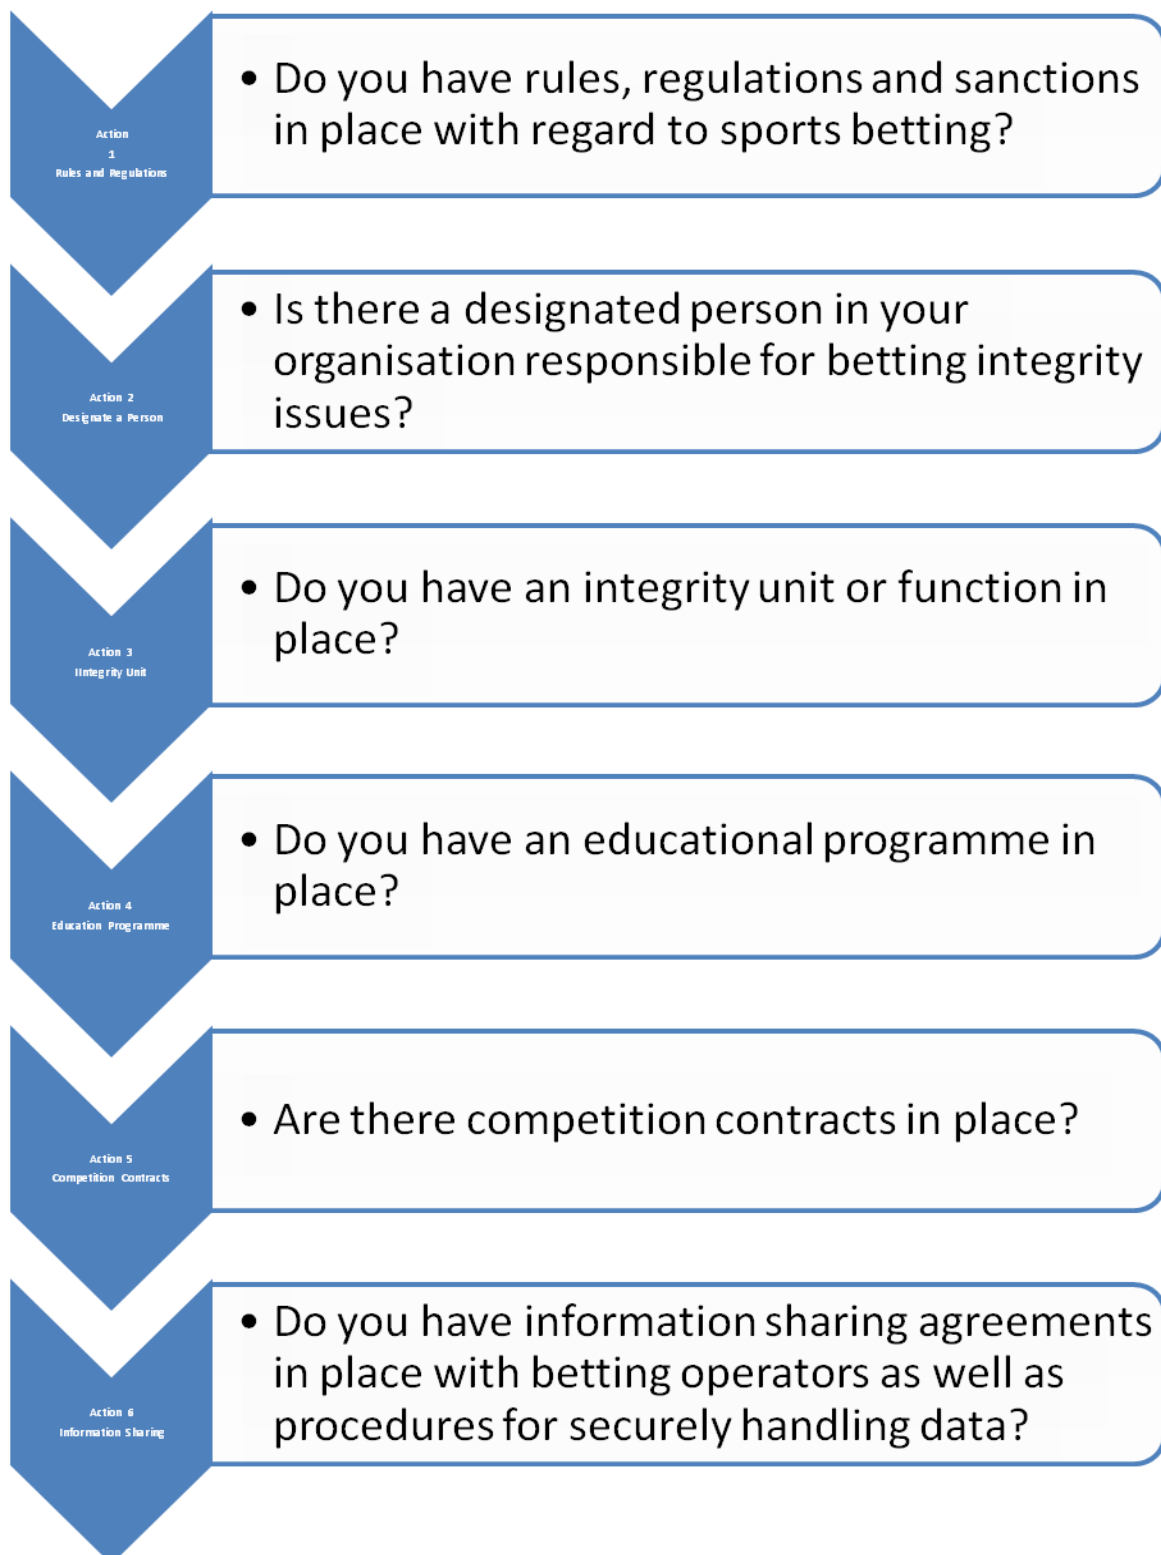 Action
1
Rules and Regulations
• Do you have rules, regulations and sanctions
in place with regard to sports betting?
Action 2
Designate a Person
• Is there a designated person in your
organisation responsible for betting integrity
issues?
Action 3
IIntegrity Unit
• Do you have an integrity unit or function in
place?
Action 4
Education Programme
• Do you have an educational programme in
place?
Action 5
Competition Contracts
• Are there competition contracts in place?
Action 6
Information Sharing
• Do you have information sharing agreements
in place with betting operators as well as
procedures for securely handling data?